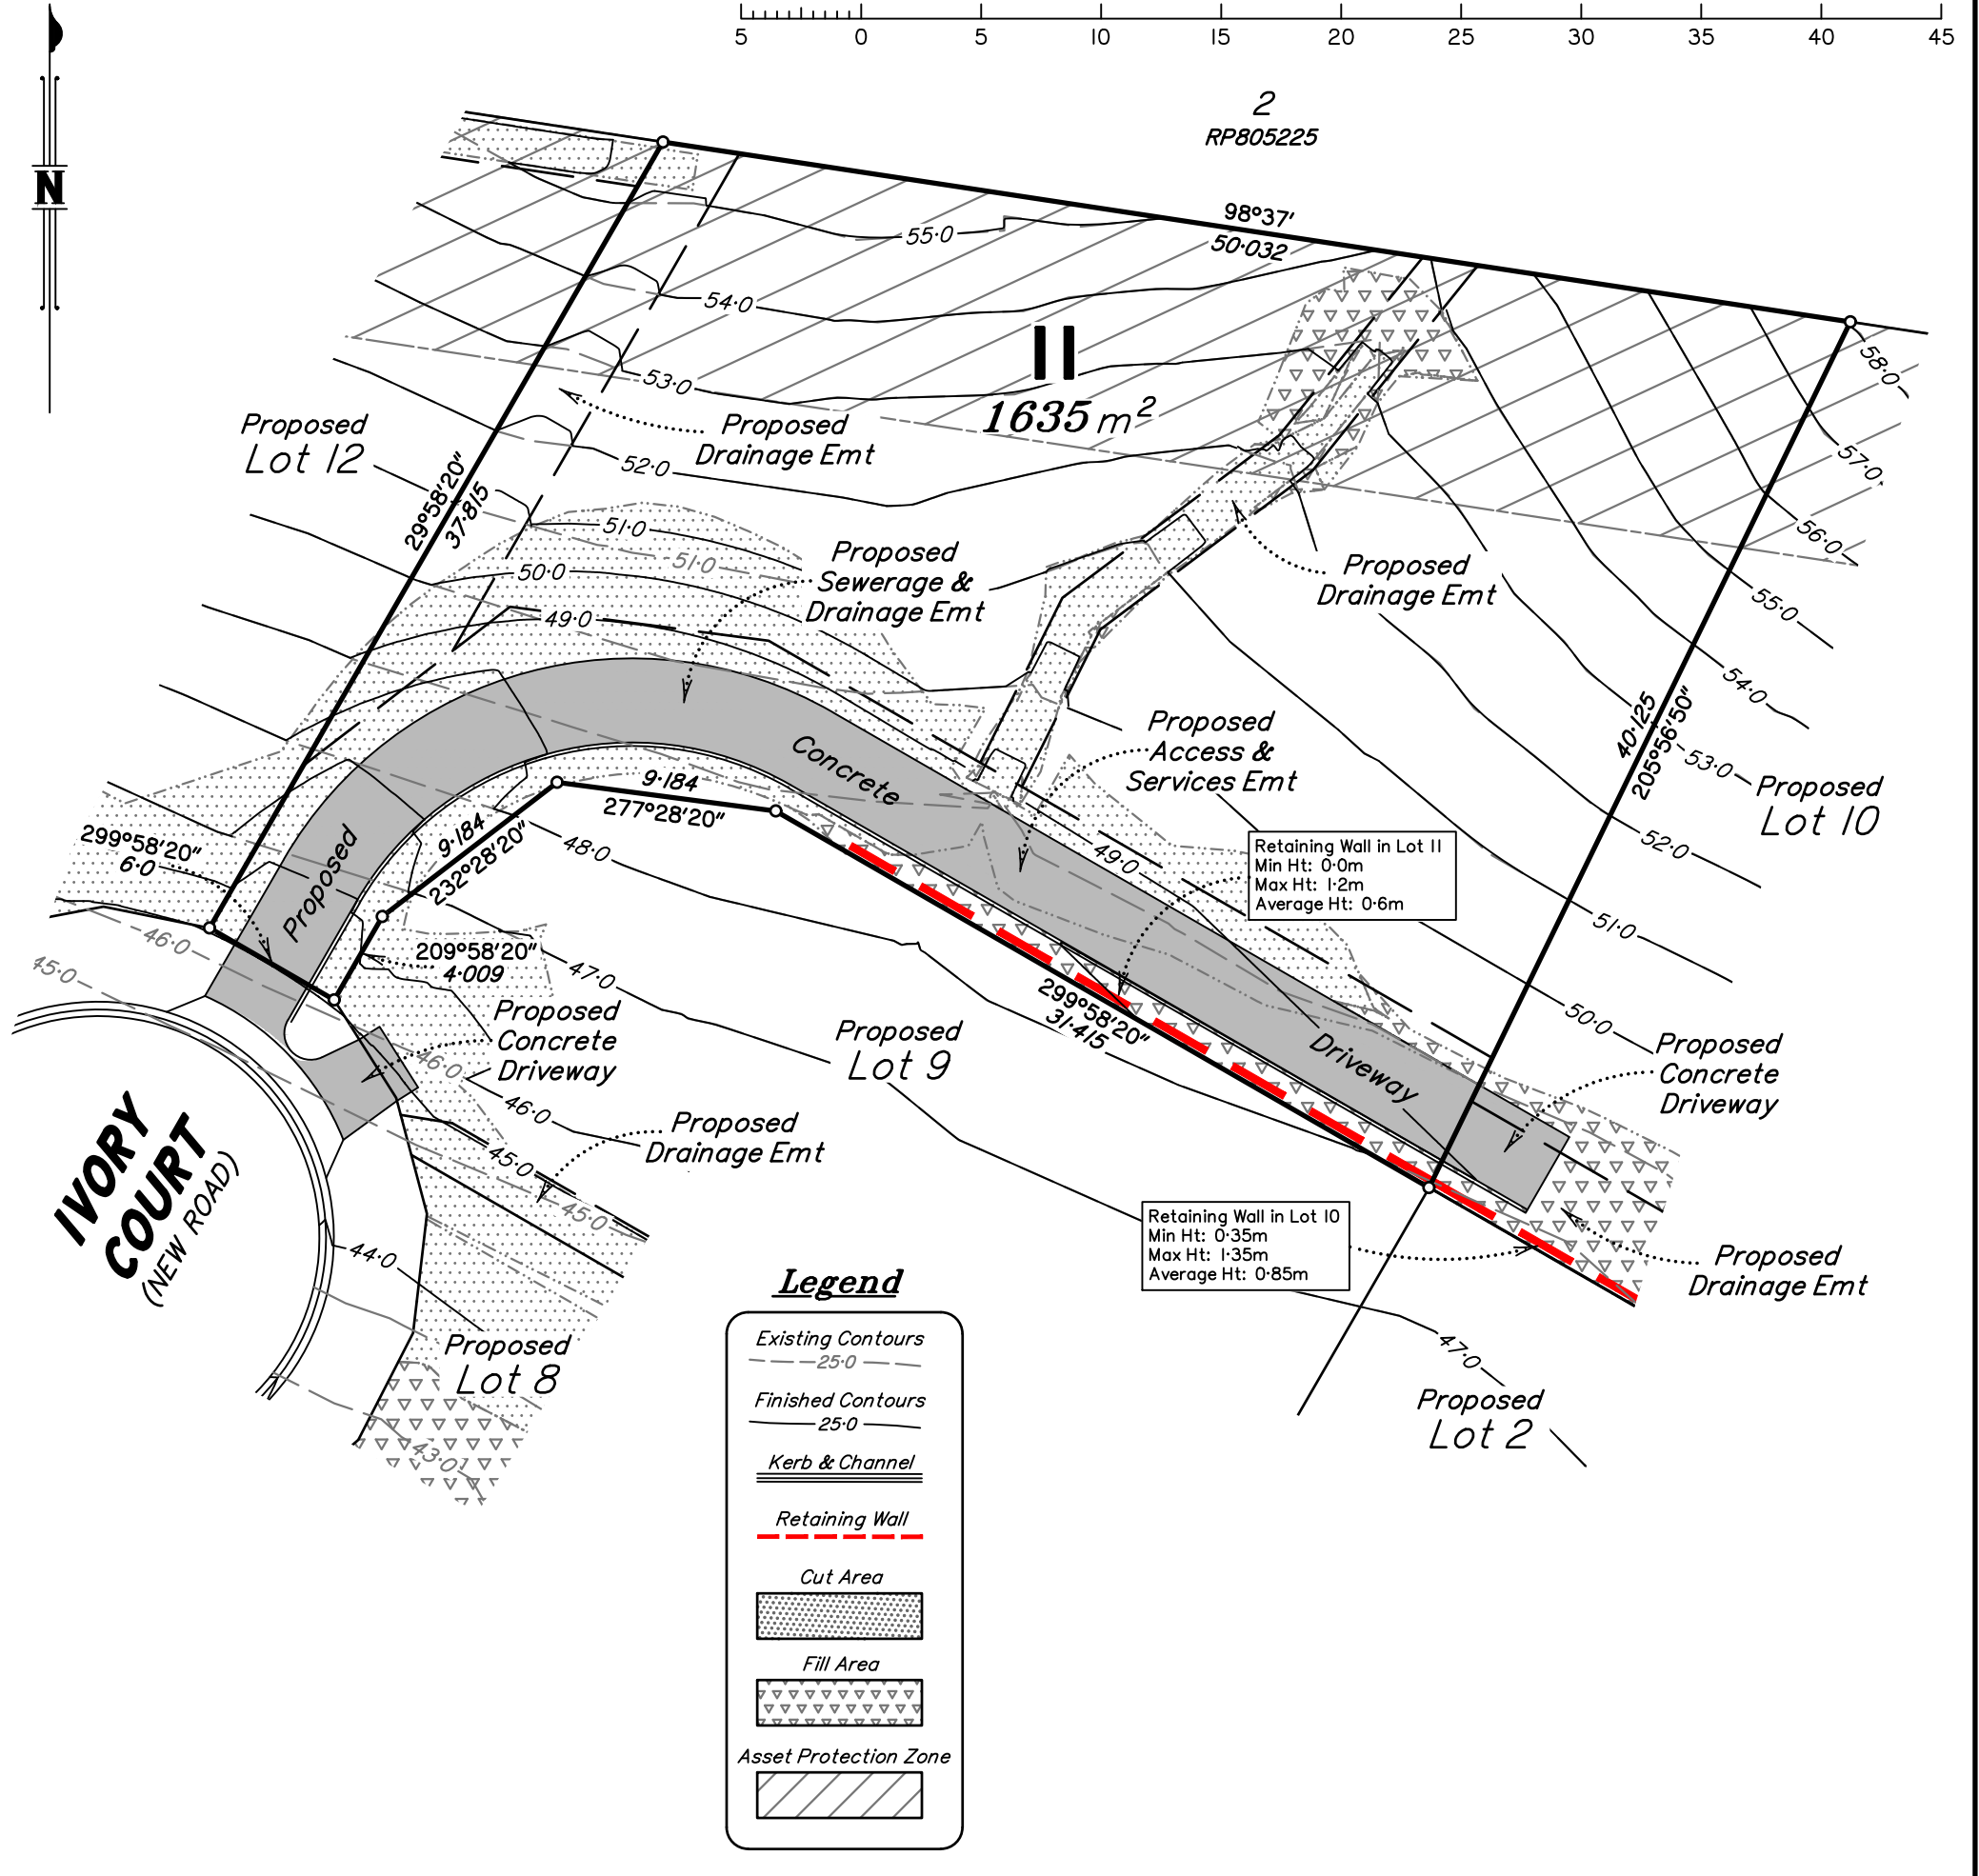 5 0 5 10 15 20 25 30 35 40 45
N
2
RP805225
98°37'
50·032
55·0
54·0
53·0
52·0
51·0
51·0
50·0
49·0
11
1635 m²
58·0
57·0
56·0
55·0
54·0
53·0
52·0
51·0
50·0
Proposed
Lot 12
29°58'20"
37·815
Proposed
Drainage Emt
Proposed
Sewerage &
Drainage Emt
Proposed
Drainage Emt
Proposed
Access &
Services Emt
40·125
205°56'50"
Proposed
Lot 10
Proposed
Concrete
Driveway
9·184
277°28'20"
9·184
232°28'20"
299°58'20"
6·0
209°58'20"
4·009
46·0
45·0
48·0
47·0
49·0
Retaining Wall in Lot 11
Min Ht: 0·0m
Max Ht: 1·2m
Average Ht: 0·6m
299°58'20"
31·415
Proposed
Lot 9
Proposed
Concrete
Driveway
46·0
46·0
Proposed
Drainage Emt
45·0
45·0
44·0
43·0
Proposed
Concrete
Driveway
Retaining Wall in Lot 10
Min Ht: 0·35m
Max Ht: 1·35m
Average Ht: 0·85m
Proposed
Drainage Emt
47·0
Proposed
Lot 2
IVORY
COURT
(NEW ROAD)
Proposed
Lot 8
Legend
Existing Contours
25·0
Finished Contours
25·0
Kerb & Channel
Retaining Wall
Cut Area
Fill Area
Asset Protection Zone